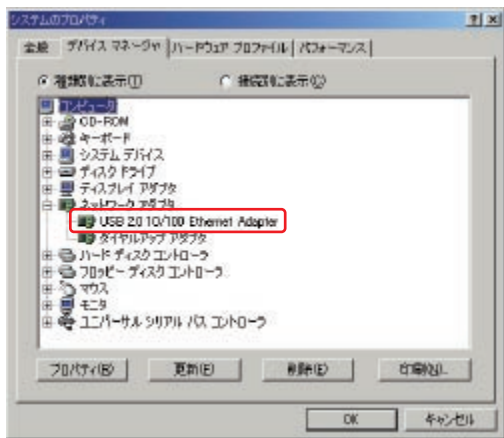 システムのプロパティ
全般 デバイス マネージャ ハードウェア プロファイル パフォーマンス
種類別に表示(T) 接続別に表示(C)
コンピュータ
CD-ROM
キーボード
システム デバイス
ディスク ドライブ
ディスプレイ アダプタ
ネットワーク アダプタ
USB 2.0 10/100 Ethernet Adapter
ダイヤルアップ アダプタ
ハード ディスク コントローラ
フロッピー ディスク コントローラ
マウス
モニタ
ユニバーサル シリアル バス コントローラ
プロパティ(R) 更新(F) 削除(E) 印刷(N)...
OK キャンセル